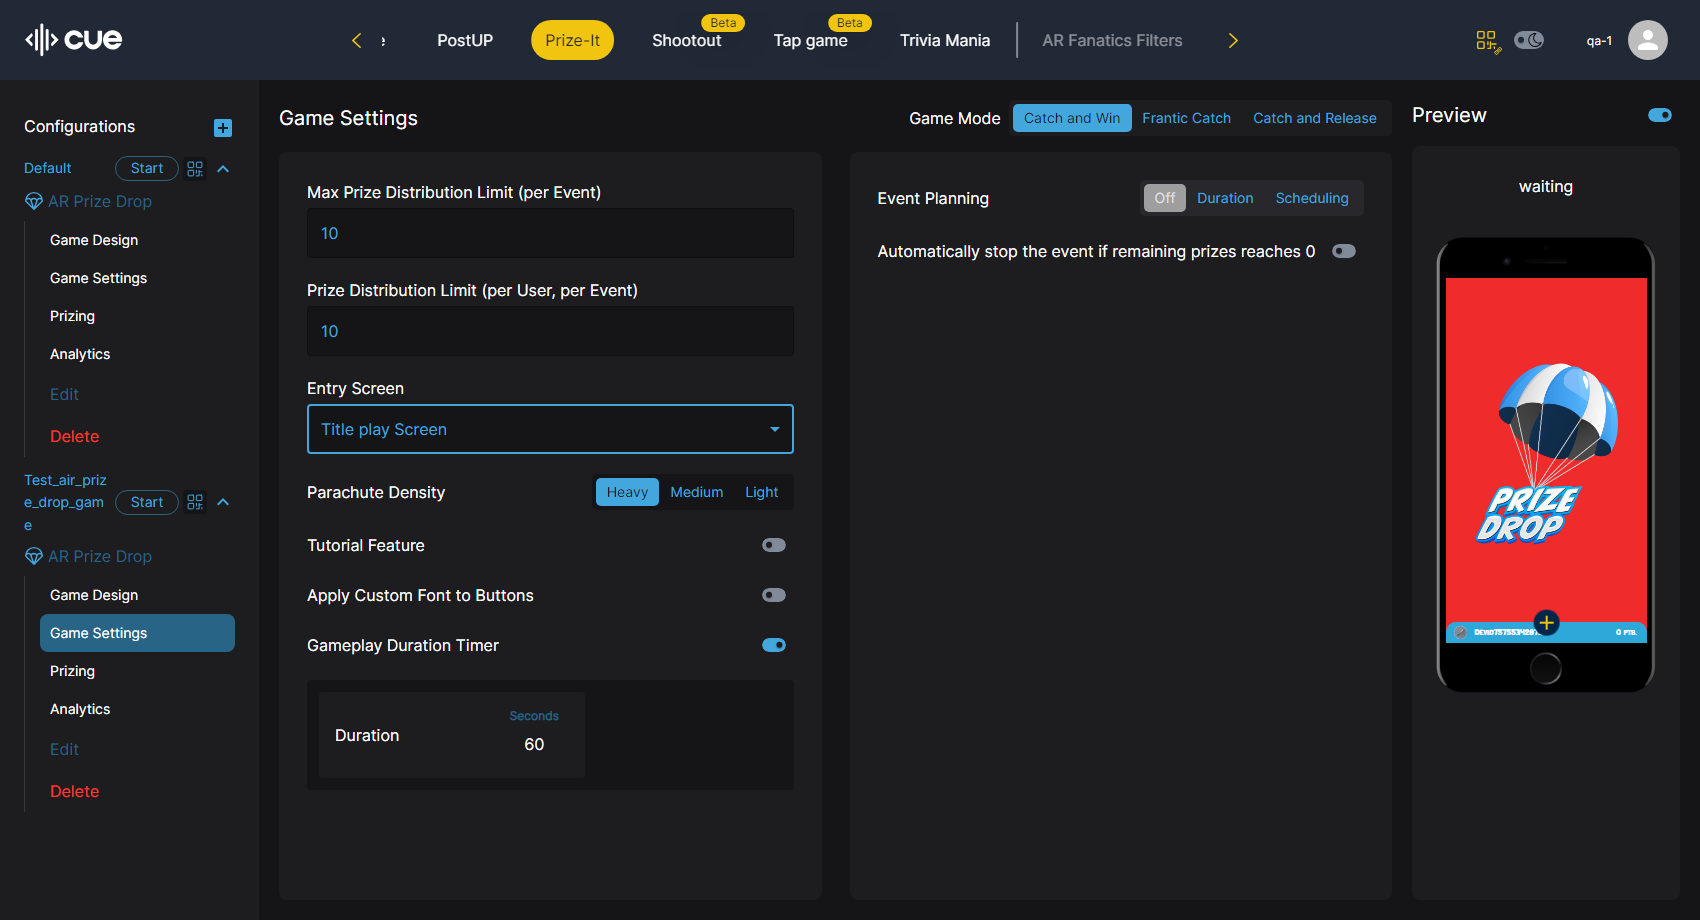 cue
PostUP
Prize-It
Beta
Shootout
Beta
Tap game
Trivia Mania
AR Fanatics Filters
qa-1
Configurations
Default
Start
AR Prize Drop
Game Design
Game Settings
Prizing
Analytics
Edit
Delete
Test_air_priz
e_drop_gam
e
Start
AR Prize Drop
Game Design
Game Settings
Prizing
Analytics
Edit
Delete
Game Settings
Game Mode
Catch and Win
Frantic Catch
Catch and Release
Max Prize Distribution Limit (per Event)
10
Prize Distribution Limit (per User, per Event)
10
Entry Screen
Title play Screen
Parachute Density
Heavy
Medium
Light
Tutorial Feature
Apply Custom Font to Buttons
Gameplay Duration Timer
Duration
Seconds
60
Event Planning
Off
Duration
Scheduling
Automatically stop the event if remaining prizes reaches 0
Preview
waiting
PRIZE
DROP
0 PTS.